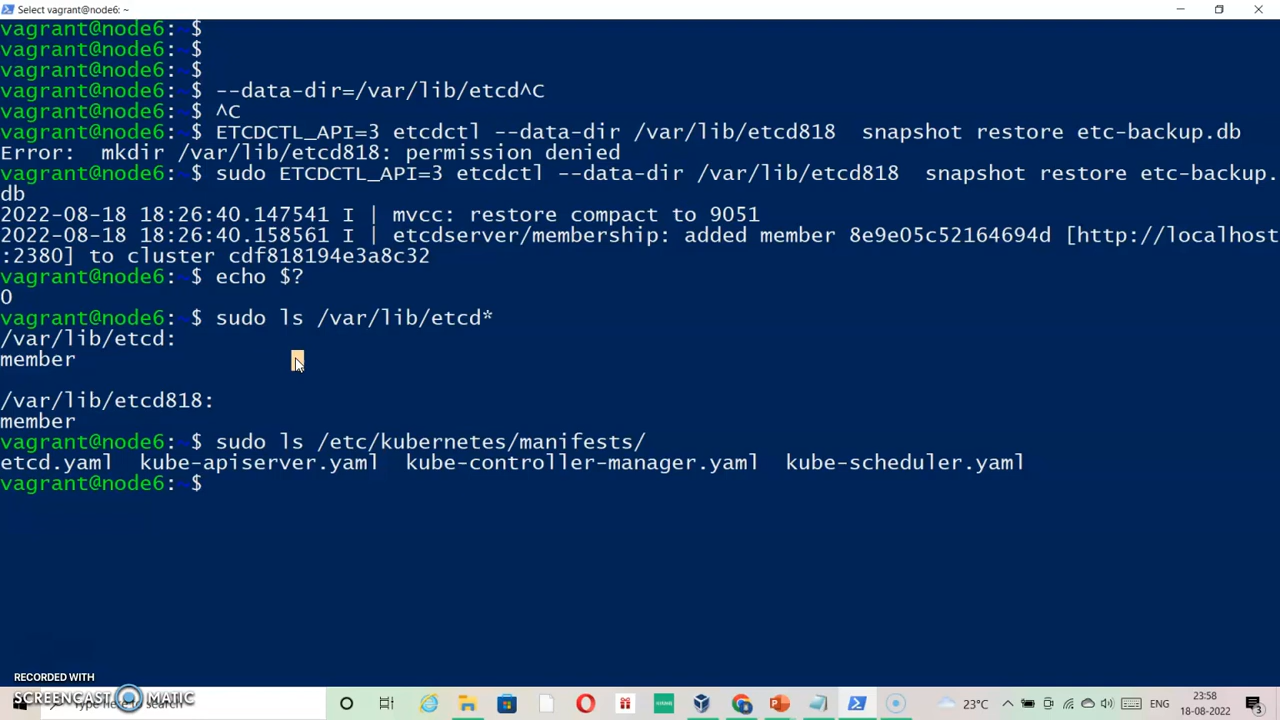 Select vagrant@node6: ~
vagrant@node6:~$
vagrant@node6:~$
vagrant@node6:~$
vagrant@node6:~$ --data-dir=/var/lib/etcd^C
vagrant@node6:~$ ^C
vagrant@node6:~$ ETCDCTL_API=3 etcdctl --data-dir /var/lib/etcd818  snapshot restore etc-backup.db
Error:  mkdir /var/lib/etcd818: permission denied
vagrant@node6:~$ sudo ETCDCTL_API=3 etcdctl --data-dir /var/lib/etcd818  snapshot restore etc-backup.
db
2022-08-18 18:26:40.147541 I | mvcc: restore compact to 9051
2022-08-18 18:26:40.158561 I | etcdserver/membership: added member 8e9e05c52164694d [http://localhost
:2380] to cluster cdf818194e3a8c32
vagrant@node6:~$ echo $?
0
vagrant@node6:~$ sudo ls /var/lib/etcd*
/var/lib/etcd:
member
/var/lib/etcd818:
member
vagrant@node6:~$ sudo ls /etc/kubernetes/manifests/
etcd.yaml  kube-apiserver.yaml  kube-controller-manager.yaml  kube-scheduler.yaml
vagrant@node6:~$
RECORDED WITH
SCREENCAST MATIC
Type here to search
23°C
ENG
23:58
18-08-2022
3